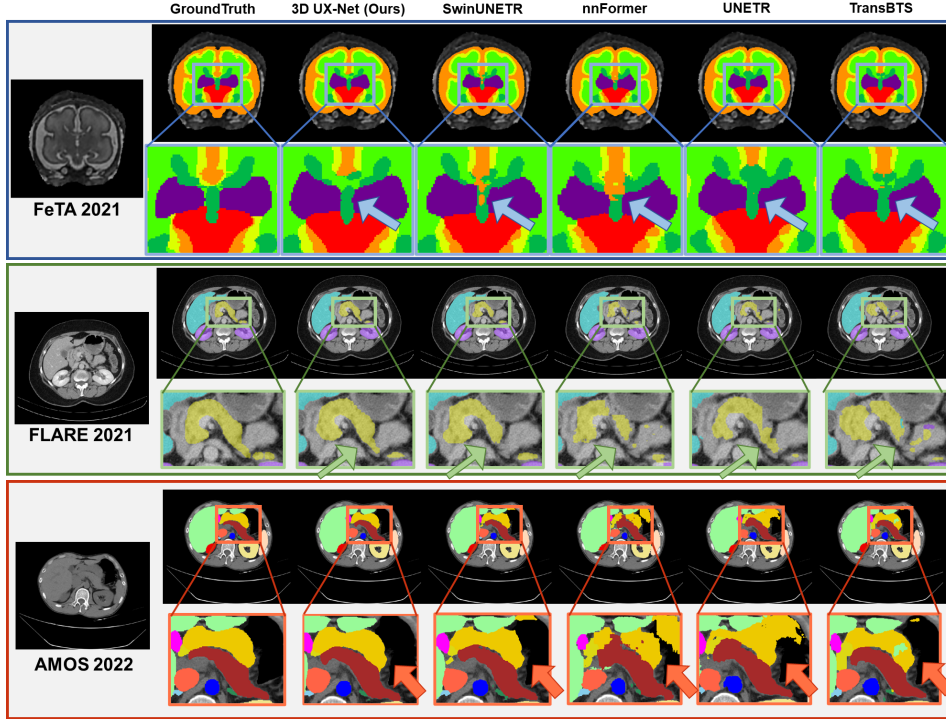 GroundTruth 3D UX-Net (Ours) SwinUNETR nnFormer UNETR TransBTS
FeTA 2021
FLARE 2021
AMOS 2022